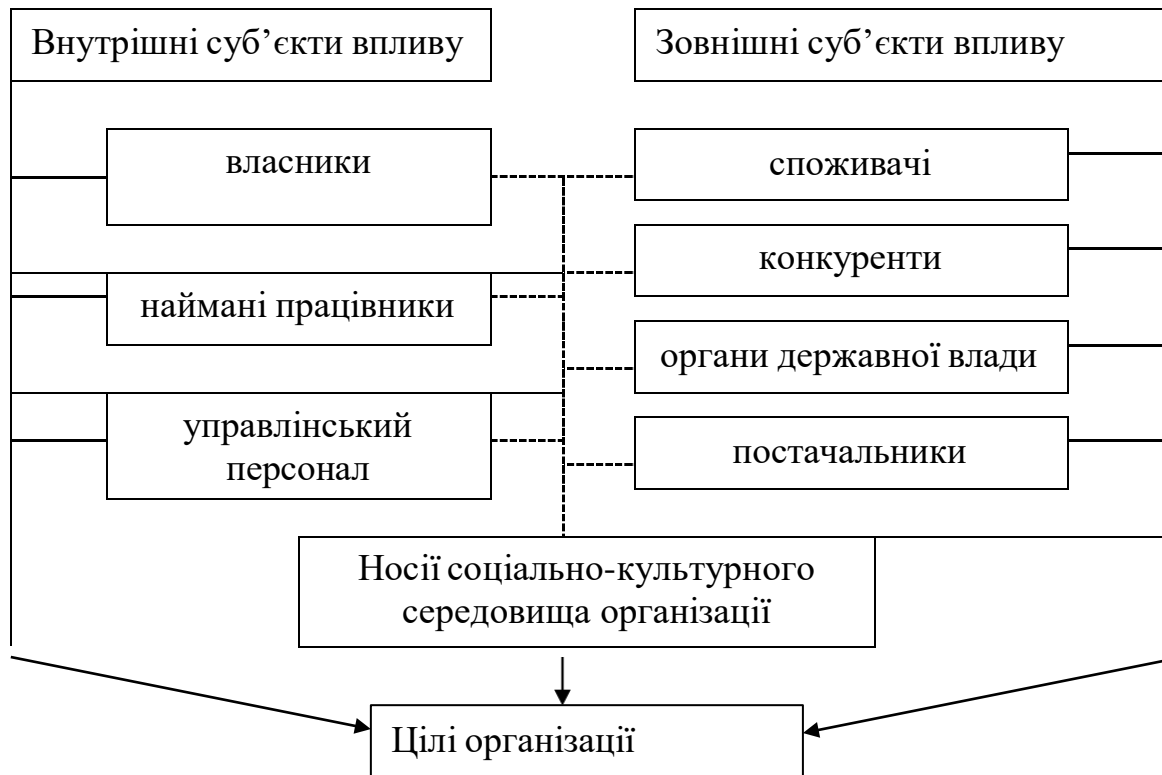 Внутрішні суб’єкти впливу
Зовнішні суб’єкти впливу
власники
споживачі
конкуренти
наймані працівники
органи державної влади
управлінський
персонал
постачальники
Носії соціально-культурного
середовища організації
Цілі організації